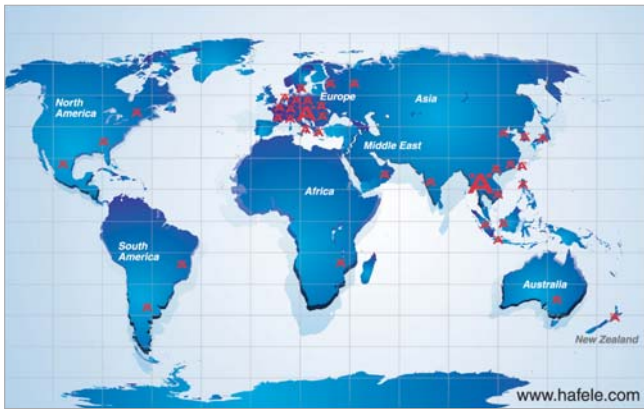 North
America
Europe
Asia
Middle East
Africa
South
America
Australia
New Zealand
www.hafele.com